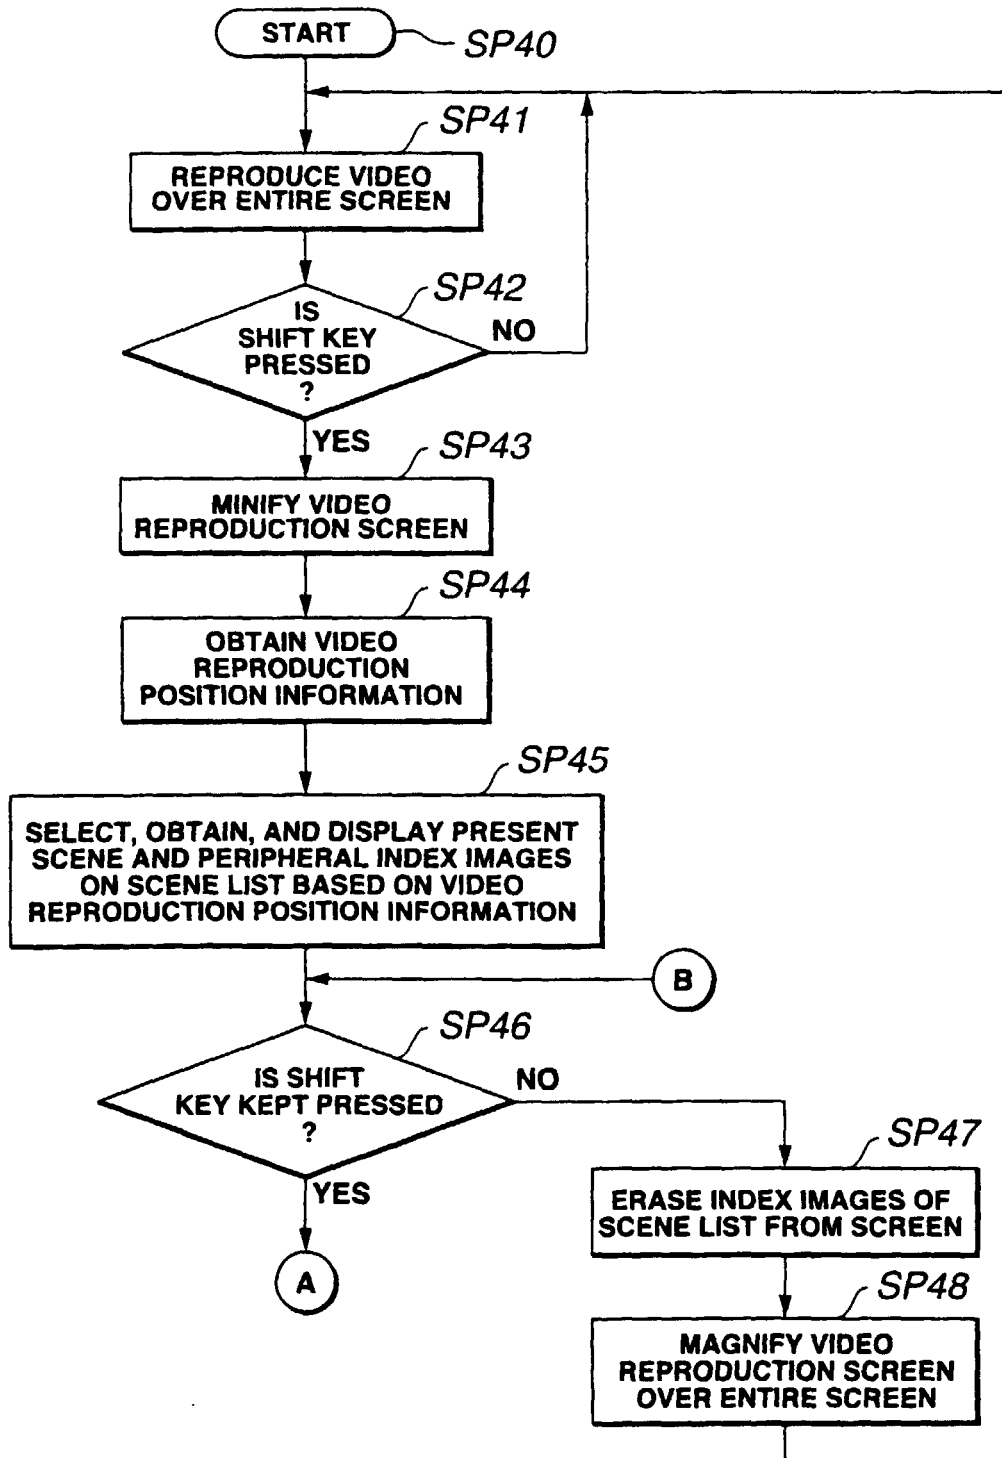 START
SP40
SP41
REPRODUCE VIDEO
OVER ENTIRE SCREEN
SP42
IS
SHIFT KEY
PRESSED
?
NO
YES
SP43
MINIFY VIDEO
REPRODUCTION SCREEN
SP44
OBTAIN VIDEO
REPRODUCTION
POSITION INFORMATION
SP45
SELECT, OBTAIN, AND DISPLAY PRESENT
SCENE AND PERIPHERAL INDEX IMAGES
ON SCENE LIST BASED ON VIDEO
REPRODUCTION POSITION INFORMATION
B
SP46
IS SHIFT
KEY KEPT PRESSED
?
NO
YES
A
SP47
ERASE INDEX IMAGES OF
SCENE LIST FROM SCREEN
SP48
MAGNIFY VIDEO
REPRODUCTION SCREEN
OVER ENTIRE SCREEN